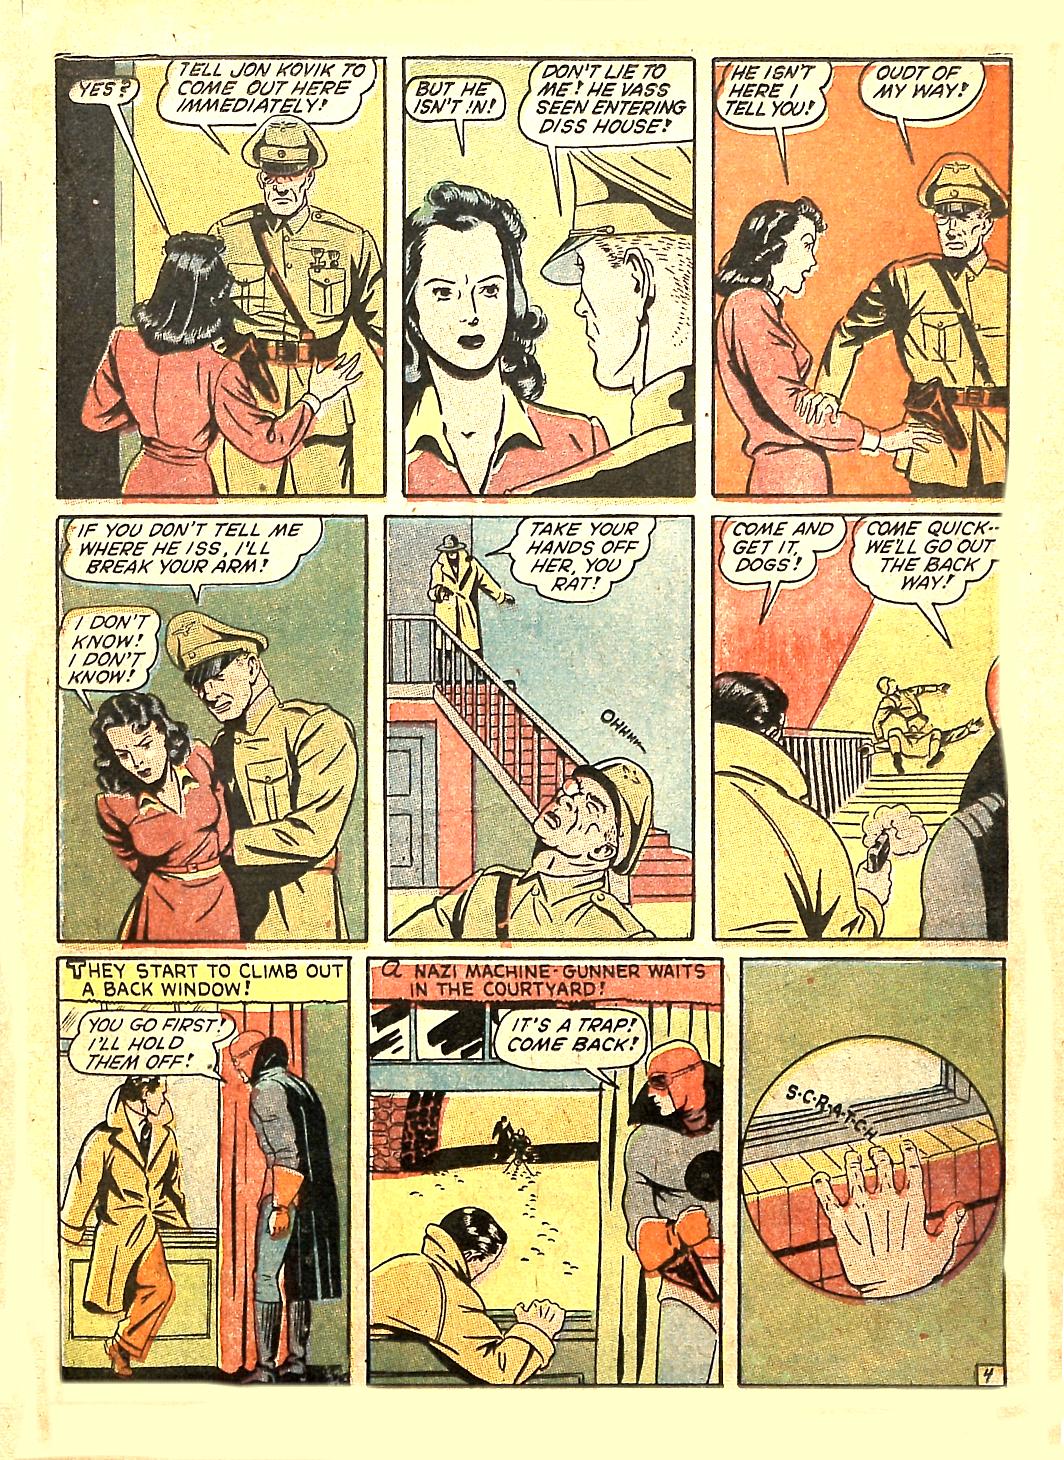 YES?
TELL JON KOVIK TO
COME OUT HERE
IMMEDIATELY!
BUT HE
ISN'T IN!
DON'T LIE TO
ME! HE VASS
SEEN ENTERING
DISS HOUSE!
HE ISN'T
HERE I
TELL YOU!
OUDT OF
MY WAY!
IF YOU DON'T TELL ME
WHERE HE ISS, I'LL
BREAK YOUR ARM!
I DON'T
KNOW!
I DON'T
KNOW!
TAKE YOUR
HANDS OFF
HER, YOU
RAT!
OHHHH
COME AND
GET IT,
DOGS!
COME QUICK--
WE'LL GO OUT
THE BACK
WAY!
THEY START TO CLIMB OUT
A BACK WINDOW!
YOU GO FIRST!
I'LL HOLD
THEM OFF!
A NAZI MACHINE-GUNNER WAITS
IN THE COURTYARD!
IT'S A TRAP!
COME BACK!
S·C·R·A·T·C·H
4